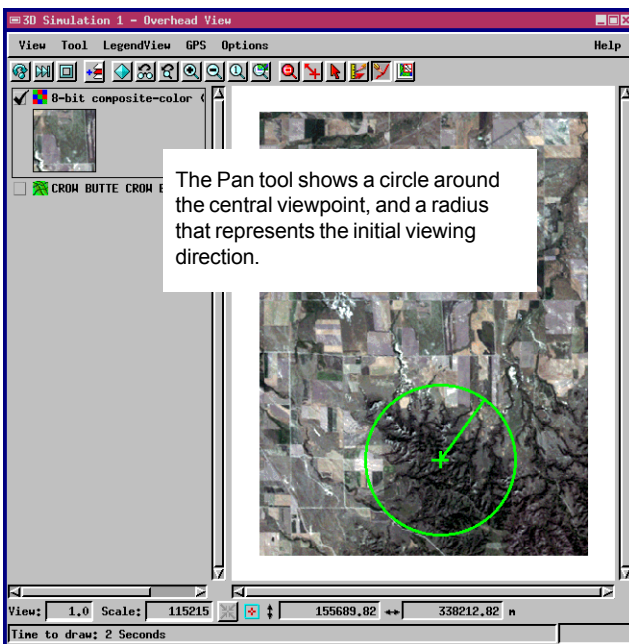 3D Simulation 1 - Overhead View
View Tool LegendView GPS Options Help
8-bit composite-color (
CROW BUTTE CROW
The Pan tool shows a circle around
the central viewpoint, and a radius
that represents the initial viewing
direction.
View: 1.0 Scale: 115215 155689.82 338212.82 m
Time to draw: 2 Seconds